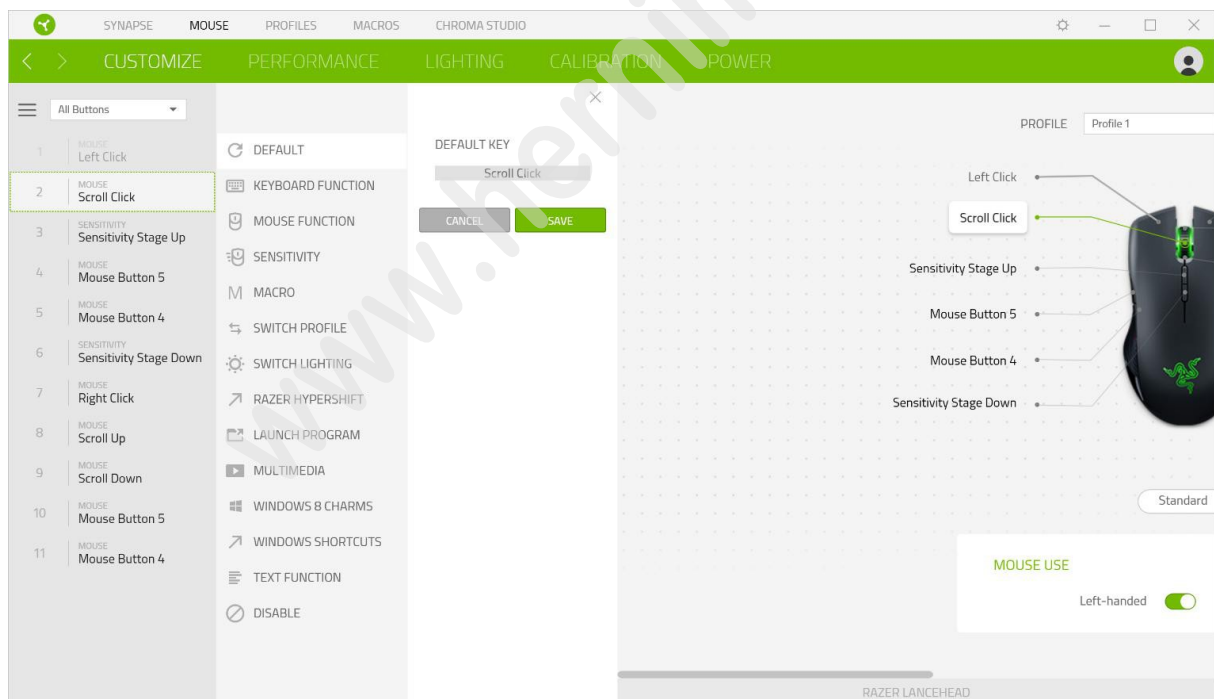 SYNAPSE MOUSE PROFILES MACROS CHROMA STUDIO
CUSTOMIZE PERFORMANCE LIGHTING CALIBRATION POWER
All Buttons
1 MOUSE
Left Click
2 MOUSE
Scroll Click
3 SENSITIVITY
Sensitivity Stage Up
4 MOUSE
Mouse Button 5
5 MOUSE
Mouse Button 4
6 SENSITIVITY
Sensitivity Stage Down
7 MOUSE
Right Click
8 MOUSE
Scroll Up
9 MOUSE
Scroll Down
10 MOUSE
Mouse Button 5
11 MOUSE
Mouse Button 4
DEFAULT
KEYBOARD FUNCTION
MOUSE FUNCTION
SENSITIVITY
M MACRO
SWITCH PROFILE
SWITCH LIGHTING
RAZER HYPERSHIFT
LAUNCH PROGRAM
MULTIMEDIA
WINDOWS 8 CHARMS
WINDOWS SHORTCUTS
TEXT FUNCTION
DISABLE
DEFAULT KEY
Scroll Click
CANCEL SAVE
PROFILE Profile 1
Left Click
Scroll Click
Sensitivity Stage Up
Mouse Button 5
Mouse Button 4
Sensitivity Stage Down
Standard
MOUSE USE
Left-handed
RAZER LANCEHEAD